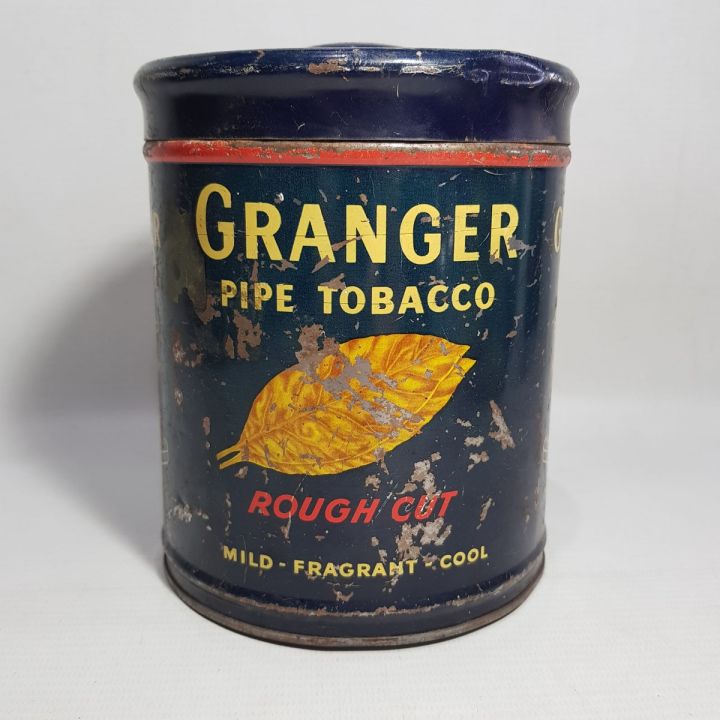 GRANGER
PIPE TOBACCO
ROUGH CUT
MILD - FRAGRANT - COOL